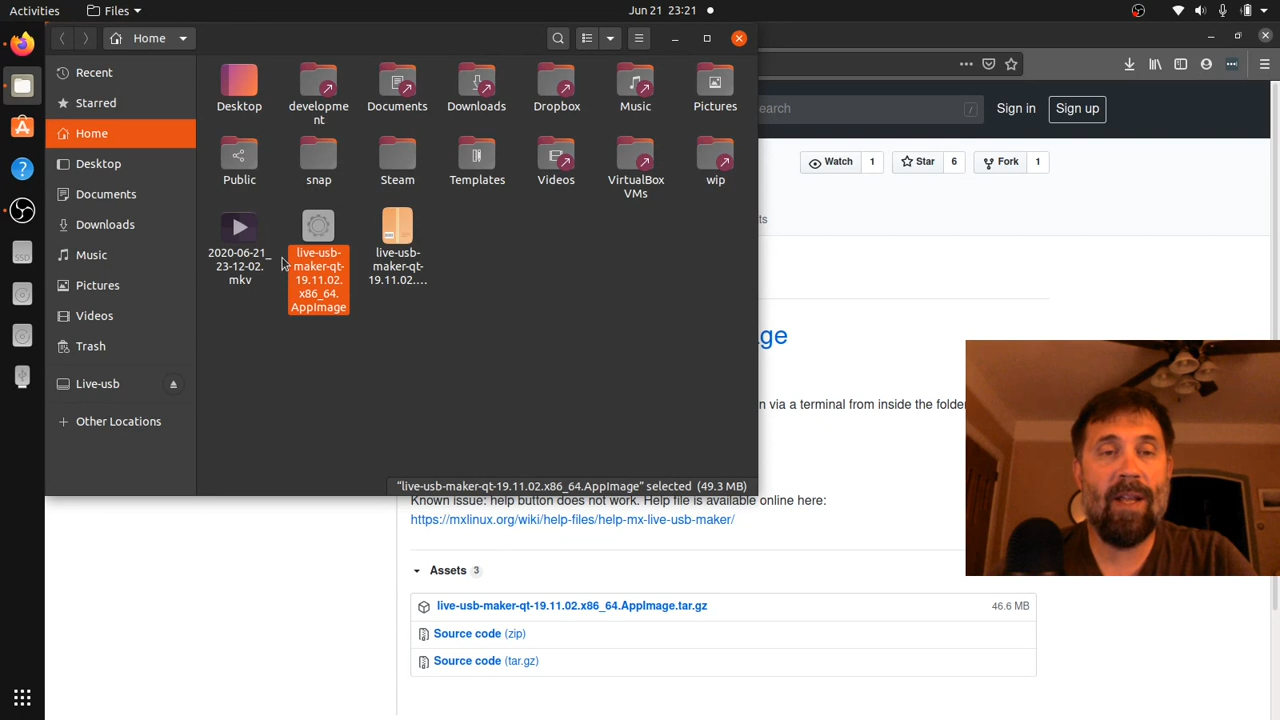 Activities
Files
Jun 21 23:21
Home
Recent
Starred
Home
Desktop
Documents
Downloads
Music
Pictures
Videos
Trash
Live-usb
Other Locations
Desktop
developme
nt
Documents
Downloads
Dropbox
Music
Pictures
Public
snap
Steam
Templates
Videos
VirtualBox
VMs
wip
2020-06-21_
23-12-02.
mkv
live-usb-
maker-qt-
19.11.02.
x86_64.
AppImage
live-usb-
maker-qt-
19.11.02.…
"live-usb-maker-qt-19.11.02.x86_64.AppImage" selected (49.3 MB)
SSD
earch
/
Sign in
Sign up
Watch 1
Star 6
Fork 1
ts
ge
n via a terminal from inside the folder
Known issue: help button does not work. Help file is available online here:
https://mxlinux.org/wiki/help-files/help-mx-live-usb-maker/
Assets 3
live-usb-maker-qt-19.11.02.x86_64.AppImage.tar.gz
46.6 MB
Source code (zip)
Source code (tar.gz)